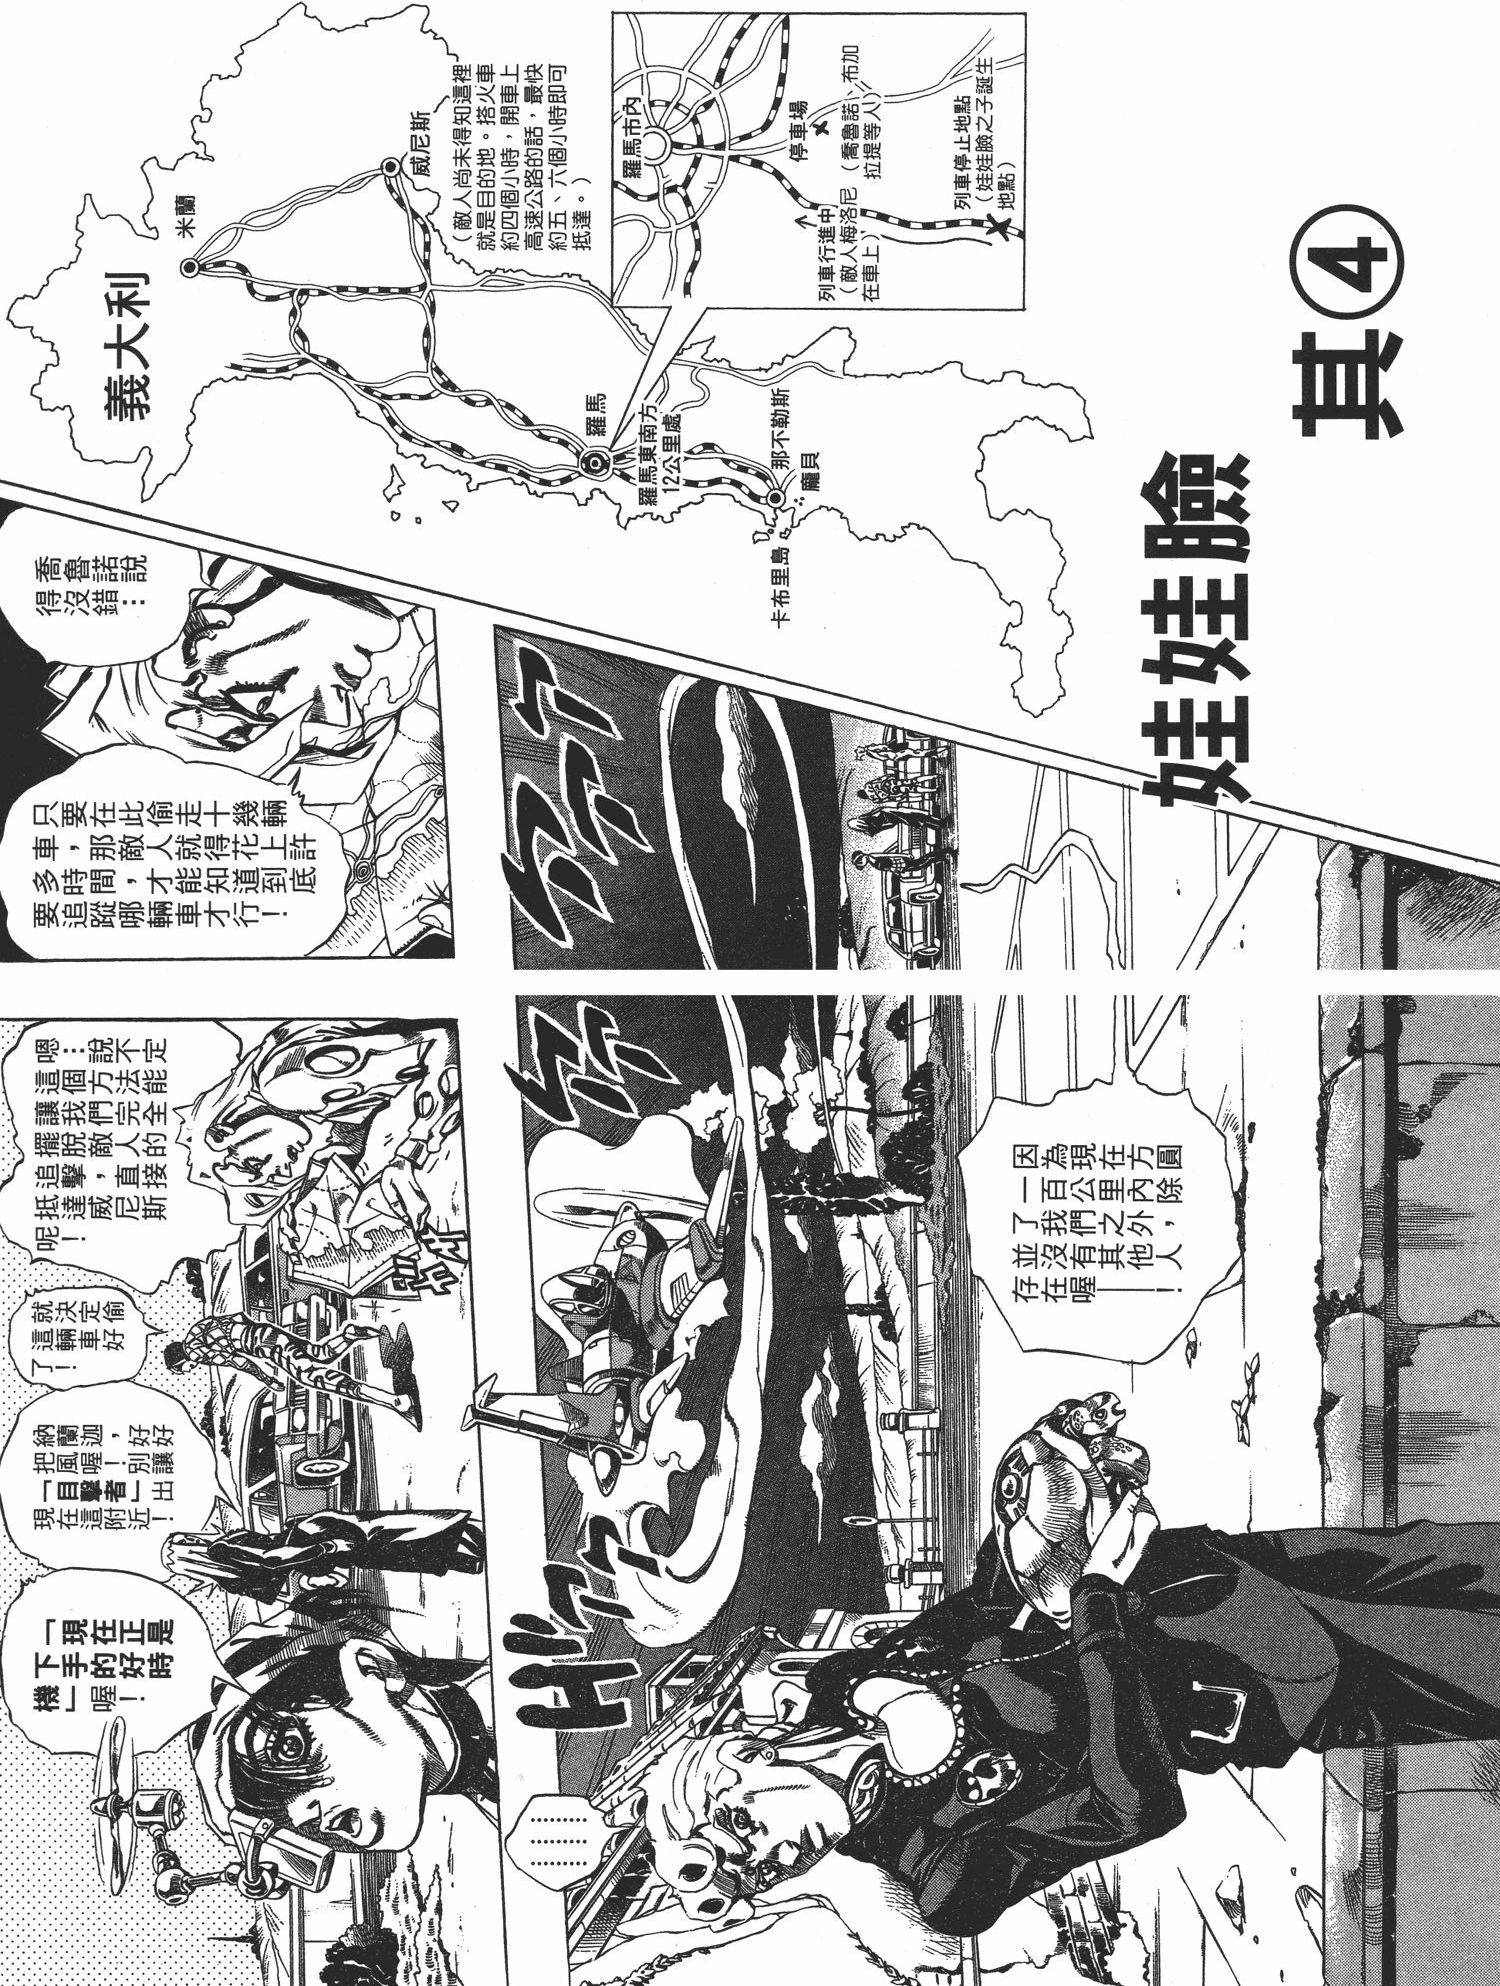 娃娃臉
其④
義大利
米蘭
威尼斯
（敵人尚未得知這裡
就是目的地。搭火車
約四個小時，開車上
高速公路的話，最快
約五、六個小時即可
抵達。）
羅馬
羅馬東南方
12公里處
那不勒斯
龐貝
卡布里島
羅馬市內
停車場
（喬魯諾、布加
拉提等人）
列車行進中
（敵人梅洛尼
在車上）
列車停止地點
（娃娃臉之子誕生
地點）
因為現在方圓
一百公里內除
了我們之外，
並沒有其他人
存在喔——！
………
………
………
喬魯諾說
得沒錯…
只要在此偷走十幾輛
車，那敵人就得花上許
多時間，才能知道到底
要追蹤哪輛車才行！
嗯…說不定
這個方法能
讓我們完全
擺脫敵人的
追擊，直接
抵達威尼斯
呢！
就決定偷
這輛車好
了！
納蘭迦，好好
把風喔！別讓
「目擊者」出
現在這附近！
「現在正是
下手的好時
機」喔！